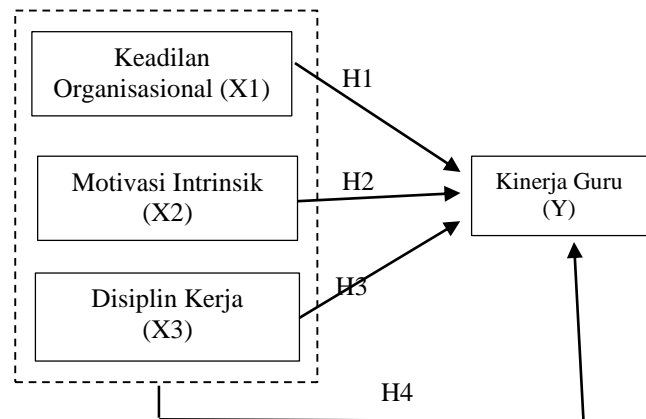 Keadilan
Organisasional (X1)
H1
Motivasi Intrinsik
(X2)
H2
Kinerja Guru
(Y)
Disiplin Kerja
(X3)
H3
H4